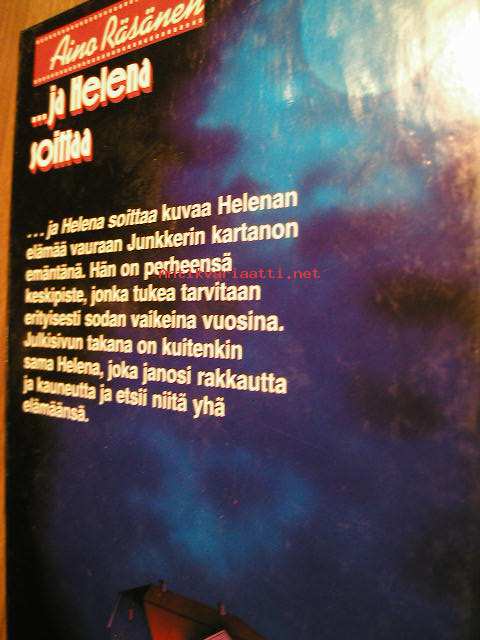 Aino Räsänen
...ja Helena
soittaa
... ja Helena soittaa kuvaa Helenan
elämää vauraan Junkkerin kartanon
emäntänä. Hän on perheensä
Antikvariaatti.net
keskipiste, jonka tukea tarvitaan
erityisesti sodan vaikeina vuosina.
Julkisivun takana on kuitenkin
sama Helena, joka janosi rakkautta
ja kauneutta ja etsii niitä yhä
elämäänsä.